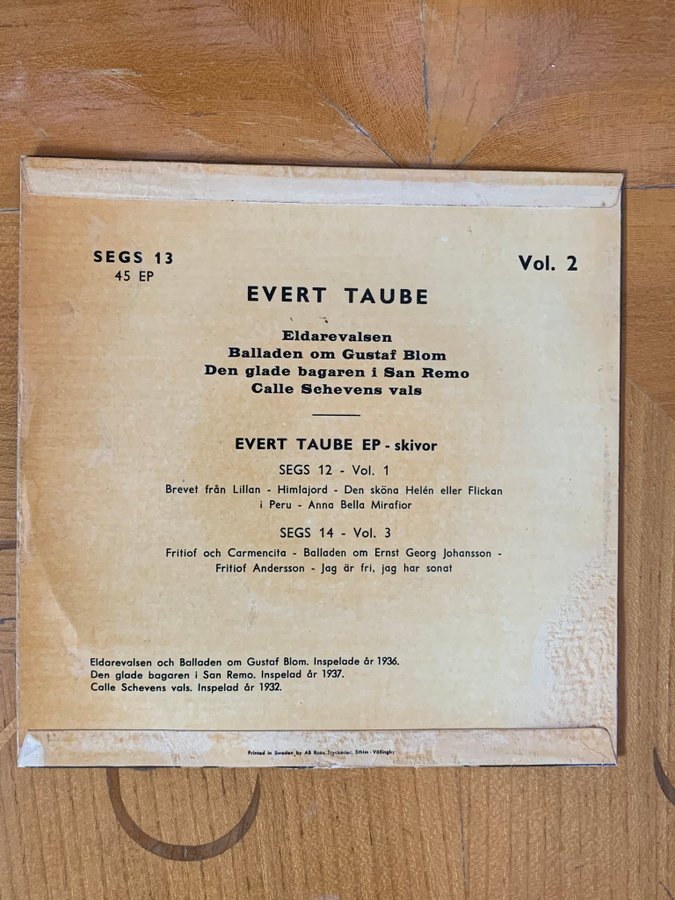 SEGS 13
45 EP
Vol. 2
EVERT TAUBE
Eldarevalsen
Balladen om Gustaf Blom
Den glade bagaren i San Remo
Calle Schevens vals
EVERT TAUBE EP - skivor
SEGS 12 - Vol. 1
Brevet från Lillan - Himlajord - Den sköna Helén eller Flickan
i Peru - Anna Bella Mirafior
SEGS 14 - Vol. 3
Fritiof och Carmencita - Balladen om Ernst Georg Johansson -
Fritiof Andersson - Jag är fri, jag har sonat
Eldarevalsen och Balladen om Gustaf Blom. Inspelade år 1936.
Den glade bagaren i San Remo. Inspelad år 1937.
Calle Schevens vals. Inspelad år 1932.
Printed in Sweden by AB Roos Tryckerier, Sthlm - Vällingby